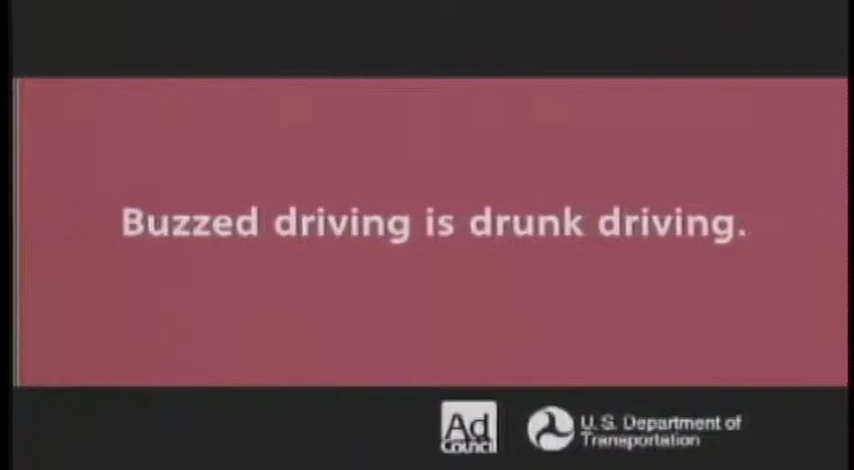 Buzzed driving is drunk driving.
Ad
Council
U.S. Department of
Transportation